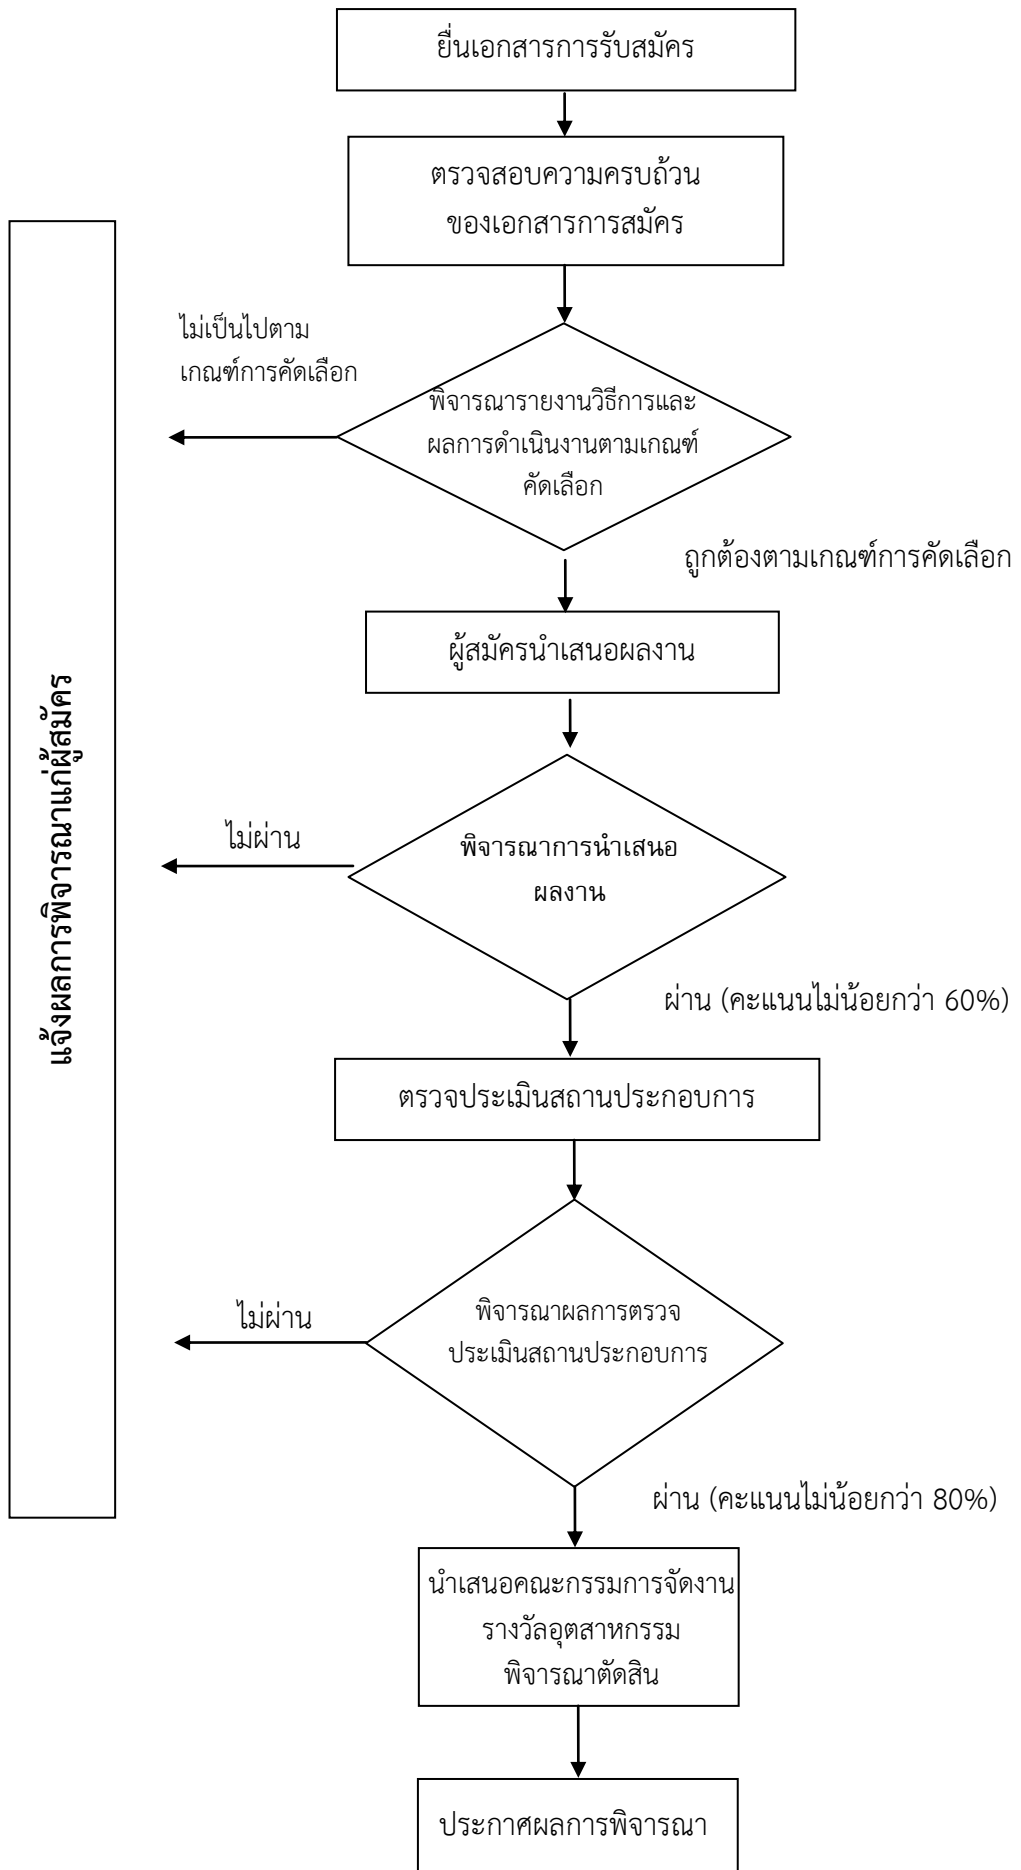 ยื่นเอกสารการรับสมัคร
ตรวจสอบความครบถ้วน
ของเอกสารการสมัคร
ไม่เป็นไปตาม
เกณฑ์การคัดเลือก
พิจารณารายงานวิธีการและ
ผลการดำเนินงานตามเกณฑ์
คัดเลือก
ถูกต้องตามเกณฑ์การคัดเลือก
ผู้สมัครนำเสนอผลงาน
แจ้งผลการพิจารณาแก่ผู้สมัคร
ไม่ผ่าน
พิจารณาการนำเสนอ
ผลงาน
ผ่าน (คะแนนไม่น้อยกว่า 60%)
ตรวจประเมินสถานประกอบการ
ไม่ผ่าน
พิจารณาผลการตรวจ
ประเมินสถานประกอบการ
ผ่าน (คะแนนไม่น้อยกว่า 80%)
นำเสนอคณะกรรมการจัดงาน
รางวัลอุตสาหกรรม
พิจารณาตัดสิน
ประกาศผลการพิจารณา